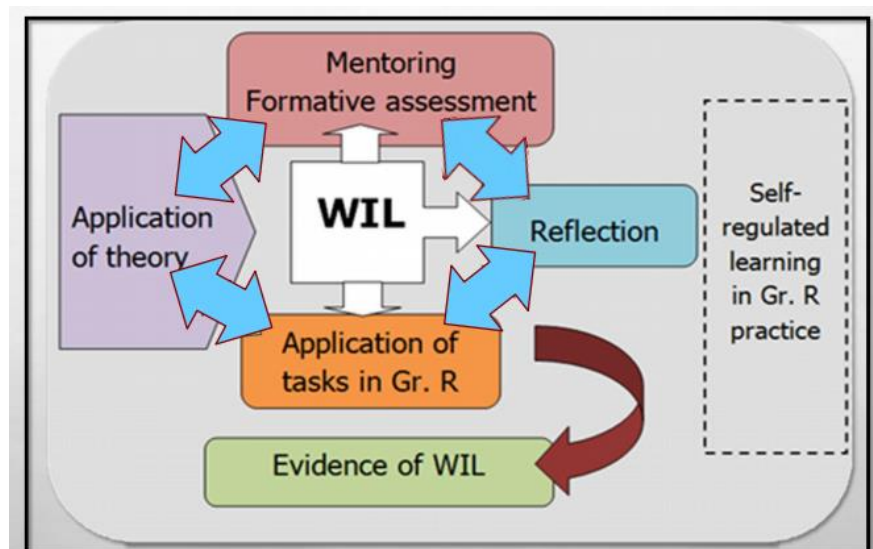 Mentoring
Formative assessment
Application
of theory
WIL
Reflection
Self-
regulated
learning
in Gr. R
practice
Application of
tasks in Gr. R
Evidence of WIL